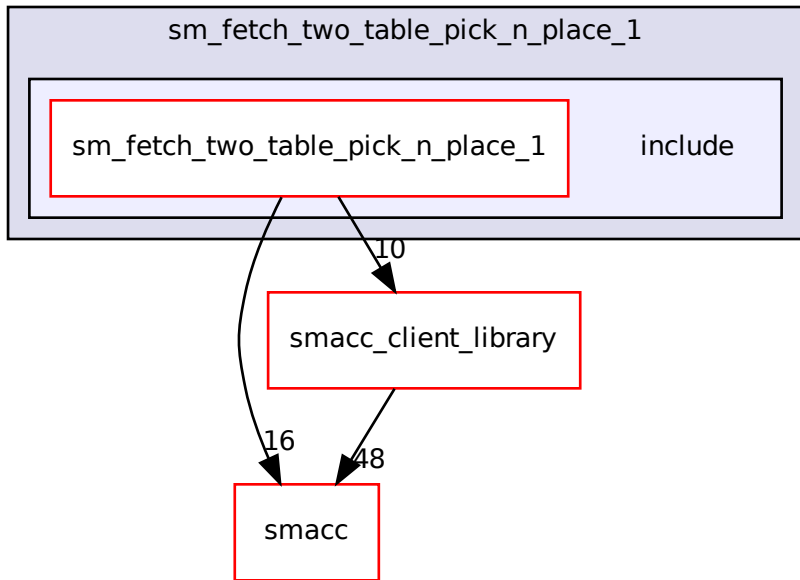 sm_fetch_two_table_pick_n_place_1
sm_fetch_two_table_pick_n_place_1
include
10
smacc_client_library
16
48
smacc